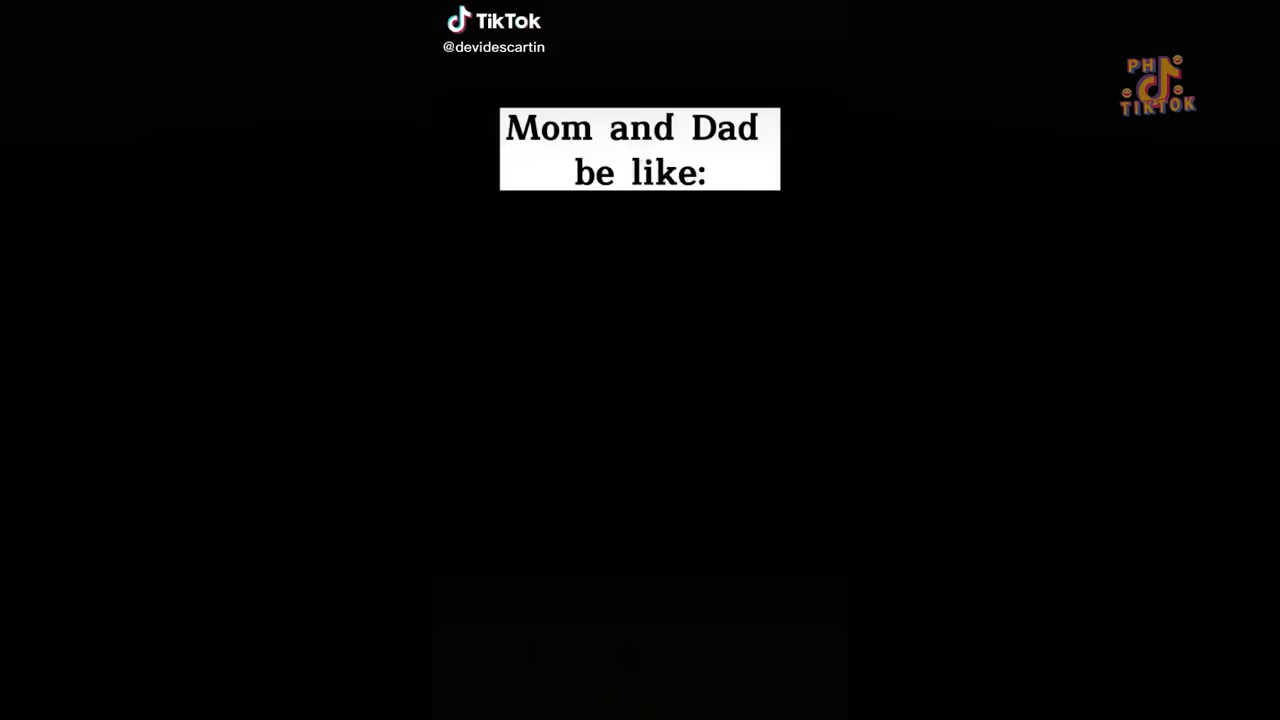 TikTok
@devidescartin
PH
TIKTOK
Mom and Dad
be like: